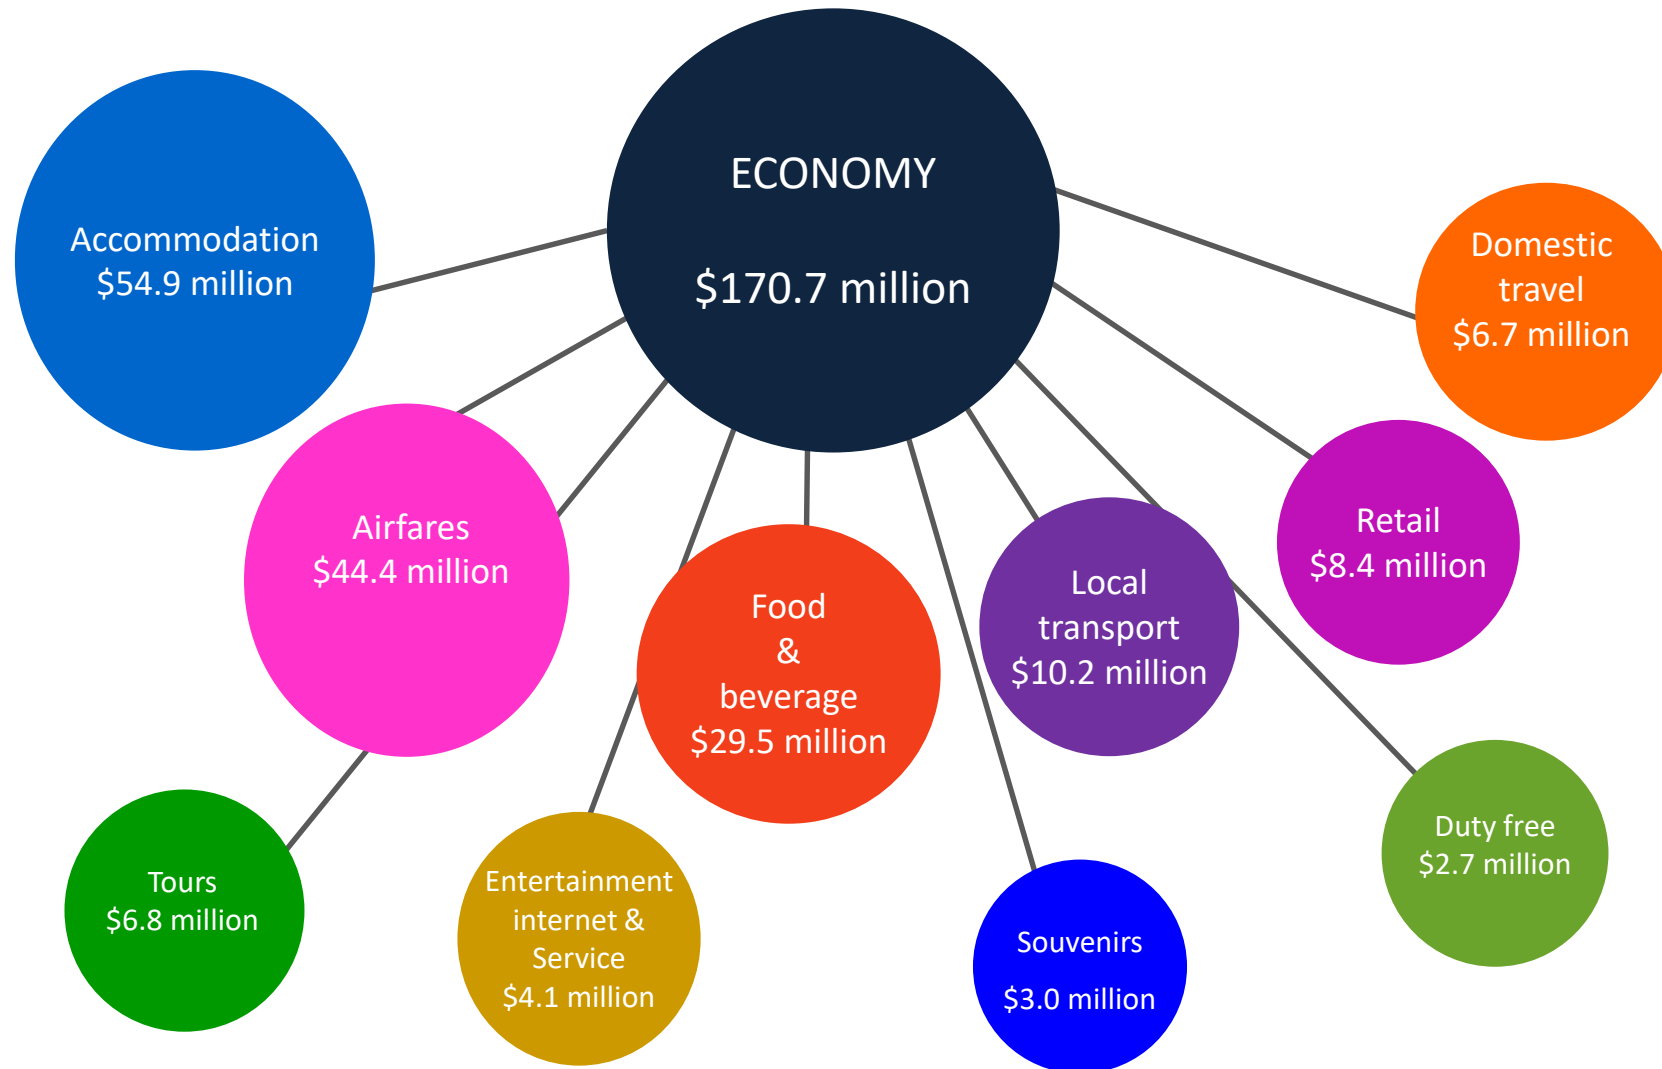 ECONOMY
$170.7 million
Accommodation
$54.9 million
Domestic
travel
$6.7 million
Airfares
$44.4 million
Retail
$8.4 million
Food
&
beverage
$29.5 million
Local
transport
$10.2 million
Duty free
$2.7 million
Tours
$6.8 million
Entertainment
internet &
Service
$4.1 million
Souvenirs
$3.0 million